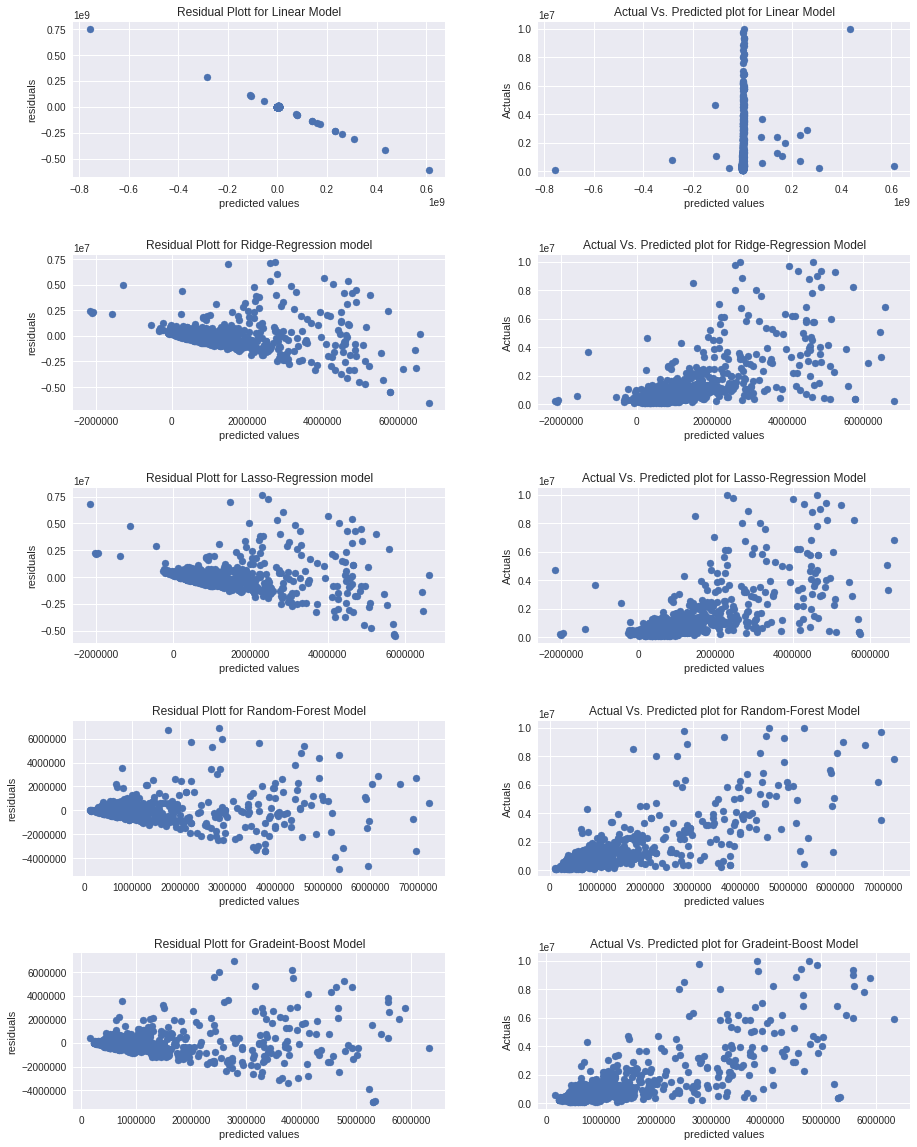 Residual Plott for Linear Model
1e9
0.75
0.50
0.25
0.00
−0.25
−0.50
residuals
−0.8 −0.6 −0.4 −0.2 0.0 0.2 0.4 0.6
1e9
predicted values
Actual Vs. Predicted plot for Linear Model
1e7
1.0
0.8
0.6
0.4
0.2
0.0
Actuals
−0.8 −0.6 −0.4 −0.2 0.0 0.2 0.4 0.6
1e9
predicted values
Residual Plott for Ridge-Regression model
1e7
0.75
0.50
0.25
0.00
−0.25
−0.50
residuals
−2000000 0 2000000 4000000 6000000
predicted values
Actual Vs. Predicted plot for Ridge-Regression Model
1e7
1.0
0.8
0.6
0.4
0.2
0.0
Actuals
−2000000 0 2000000 4000000 6000000
predicted values
Residual Plott for Lasso-Regression model
1e7
0.75
0.50
0.25
0.00
−0.25
−0.50
residuals
−2000000 0 2000000 4000000 6000000
predicted values
Actual Vs. Predicted plot for Lasso-Regression Model
1e7
1.0
0.8
0.6
0.4
0.2
0.0
Actuals
−2000000 0 2000000 4000000 6000000
predicted values
Residual Plott for Random-Forest Model
6000000
4000000
2000000
0
−2000000
−4000000
residuals
0 1000000 2000000 3000000 4000000 5000000 6000000 7000000
predicted values
Actual Vs. Predicted plot for Random-Forest Model
1e7
1.0
0.8
0.6
0.4
0.2
0.0
Actuals
0 1000000 2000000 3000000 4000000 5000000 6000000 7000000
predicted values
Residual Plott for Gradeint-Boost Model
6000000
4000000
2000000
0
−2000000
−4000000
residuals
0 1000000 2000000 3000000 4000000 5000000 6000000
predicted values
Actual Vs. Predicted plot for Gradeint-Boost Model
1e7
1.0
0.8
0.6
0.4
0.2
0.0
Actuals
0 1000000 2000000 3000000 4000000 5000000 6000000
predicted values